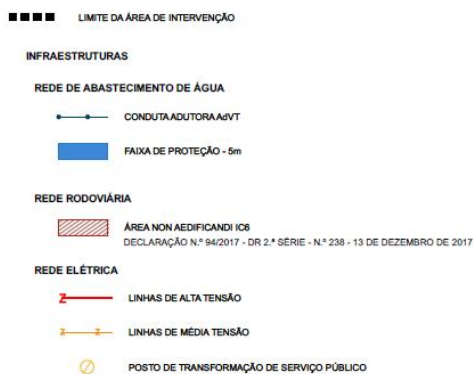 LIMITE DA ÁREA DE INTERVENÇÃO
INFRAESTRUTURAS
REDE DE ABASTECIMENTO DE ÁGUA
CONDUTA ADUTORA AdVT
FAIXA DE PROTEÇÃO - 5m
REDE RODOVIÁRIA
ÁREA NON AEDIFICANDI IC6
DECLARAÇÃO N.º 94/2017 - DR 2.ª SÉRIE - N.º 238 - 13 DE DEZEMBRO DE 2017
REDE ELÉTRICA
LINHAS DE ALTA TENSÃO
LINHAS DE MÉDIA TENSÃO
POSTO DE TRANSFORMAÇÃO DE SERVIÇO PÚBLICO